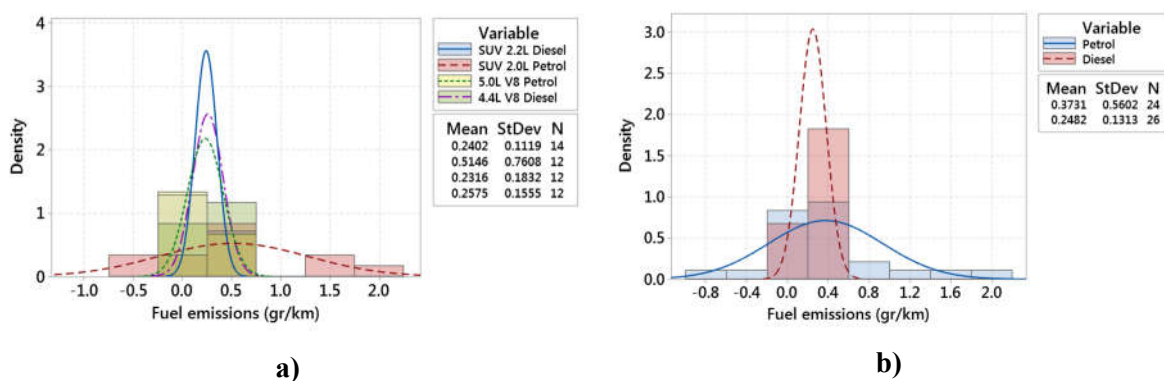 4
3
2
1
0
Density
-1.0 -0.5 0.0 0.5 1.0 1.5 2.0
Fuel emissions (gr/km)
Variable
SUV 2.2L Diesel
SUV 2.0L Petrol
5.0L V8 Petrol
4.4L V8 Diesel
Mean StDev N
0.2402 0.1119 14
0.5146 0.7608 12
0.2316 0.1832 12
0.2575 0.1555 12
a)
3.0
2.5
2.0
1.5
1.0
0.5
0.0
Density
-0.8 -0.4 0.0 0.4 0.8 1.2 1.6 2.0
Fuel emissions (gr/km)
Variable
Petrol
Diesel
Mean StDev N
0.3731 0.5602 24
0.2482 0.1313 26
b)